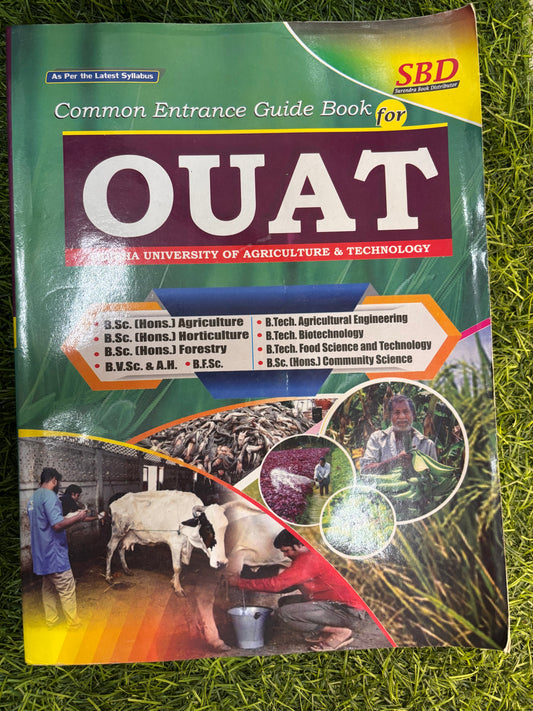 As Per the Latest Syllabus
SBD
Surendra Book Distributor
Common Entrance Guide Book for
OUAT
ODISHA UNIVERSITY OF AGRICULTURE & TECHNOLOGY
• B.Sc. (Hons.) Agriculture
• B.Sc. (Hons.) Horticulture
• B.Sc. (Hons.) Forestry
• B.V.Sc. & A.H. • B.F.Sc.
• B.Tech. Agricultural Engineering
• B.Tech. Biotechnology
• B.Tech. Food Science and Technology
• B.Sc. (Hons.) Community Science